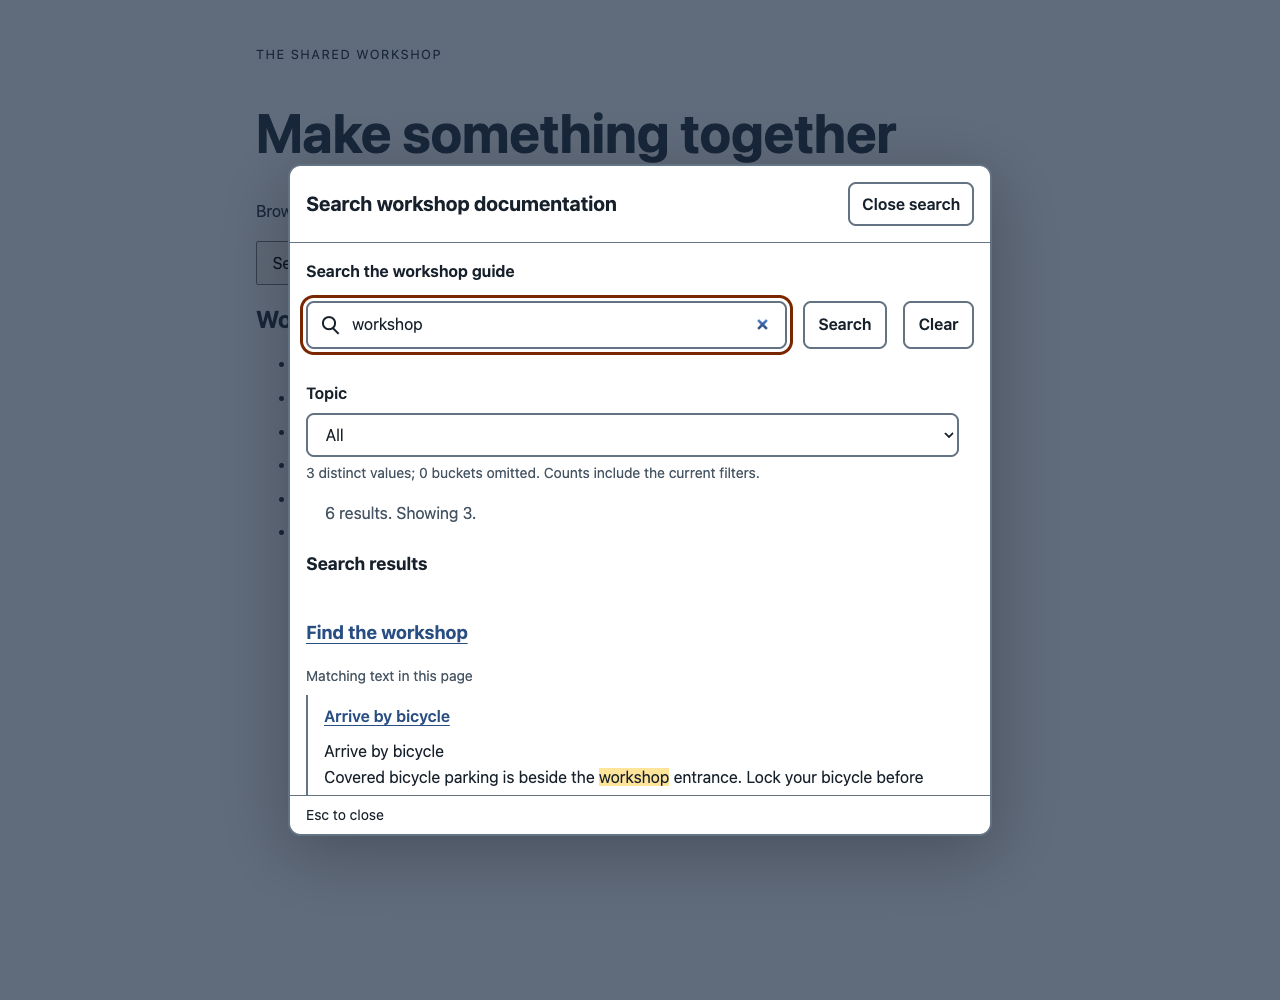 THE SHARED WORKSHOP
Make something together
Search workshop documentation
Close search
Search the workshop guide
workshop
Search
Clear
Topic
All
3 distinct values; 0 buckets omitted. Counts include the current filters.
6 results. Showing 3.
Search results
Find the workshop
Matching text in this page
Arrive by bicycle
Arrive by bicycle
Covered bicycle parking is beside the workshop entrance. Lock your bicycle before
Esc to close